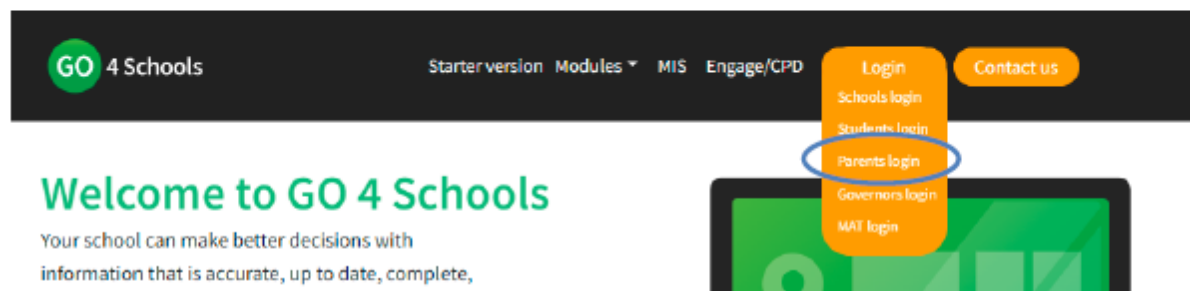 GO 4 Schools
Starter version Modules MIS Engage/CPD Login Contact us
Schools login
Students login
Parents login
Governors login
MAT login
Welcome to GO 4 Schools
Your school can make better decisions with
information that is accurate, up to date, complete,